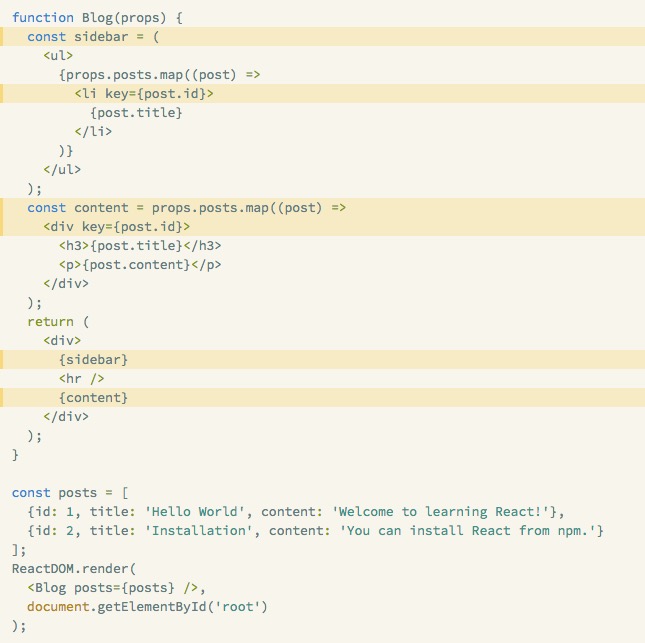 function Blog(props) {
  const sidebar = (
    <ul>
      {props.posts.map((post) =>
        <li key={post.id}>
          {post.title}
        </li>
      )}
    </ul>
  );
  const content = props.posts.map((post) =>
    <div key={post.id}>
      <h3>{post.title}</h3>
      <p>{post.content}</p>
    </div>
  );
  return (
    <div>
      {sidebar}
      <hr />
      {content}
    </div>
  );
}

const posts = [
  {id: 1, title: 'Hello World', content: 'Welcome to learning React!'},
  {id: 2, title: 'Installation', content: 'You can install React from npm.'}
];
ReactDOM.render(
  <Blog posts={posts} />,
  document.getElementById('root')
);